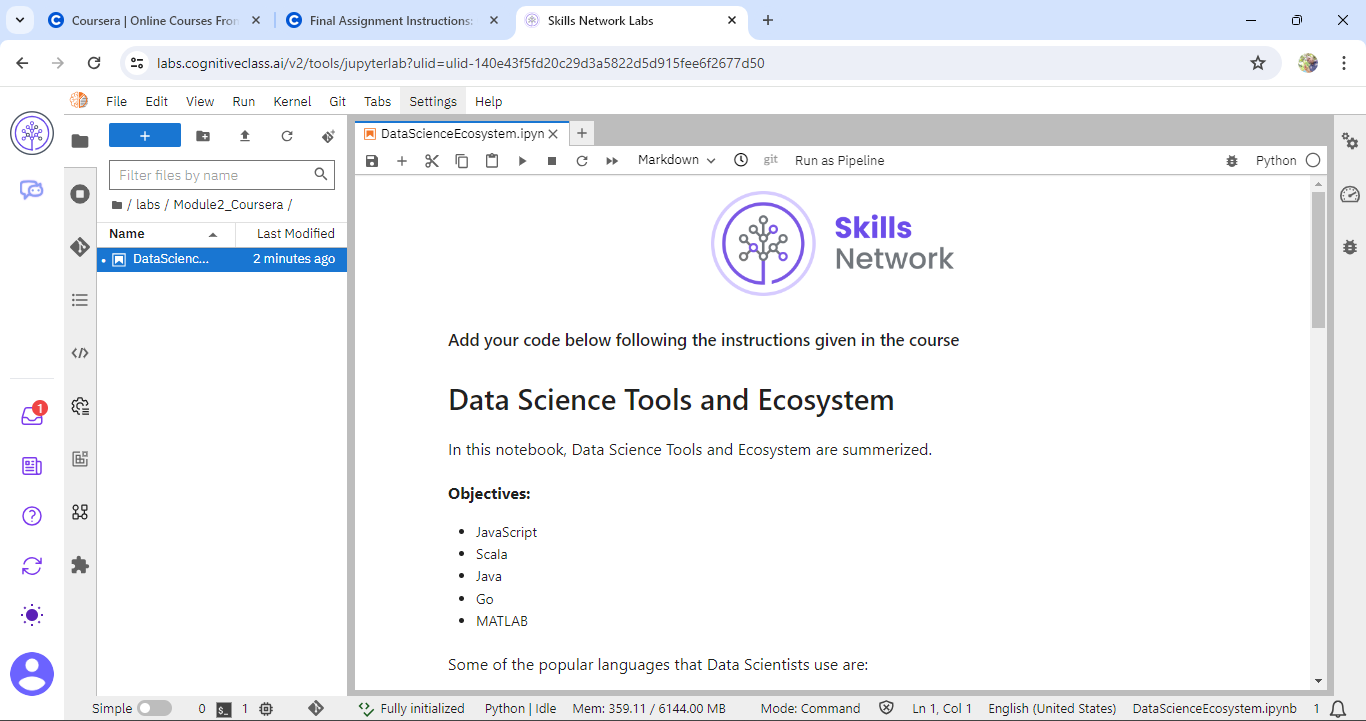 Coursera | Online Courses From
Final Assignment Instructions:
Skills Network Labs
labs.cognitiveclass.ai/v2/tools/jupyterlab?ulid=ulid-140e43f5fd20c29d3a5822d5d915fee6f2677d50
File Edit View Run Kernel Git Tabs Settings Help
DataScienceEcosystem.ipyn
Markdown git Run as Pipeline Python
Filter files by name
/ labs / Module2_Coursera /
Name Last Modified
DataScienc... 2 minutes ago
1
Skills
Network
Add your code below following the instructions given in the course
Data Science Tools and Ecosystem
In this notebook, Data Science Tools and Ecosystem are summerized.
Objectives:
JavaScript
Scala
Java
Go
MATLAB
Some of the popular languages that Data Scientists use are:
Simple 0 1 Fully initialized Python | Idle Mem: 359.11 / 6144.00 MB Mode: Command Ln 1, Col 1 English (United States) DataScienceEcosystem.ipynb 1